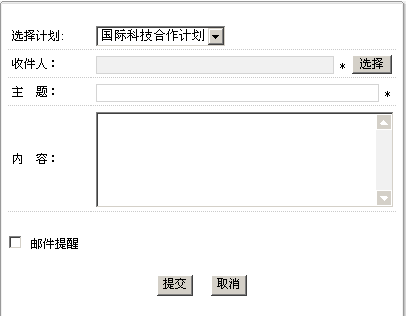 选择计划: 国际科技合作计划
收件人： * 选择
主　题： *
内　容：
邮件提醒
提交 取消